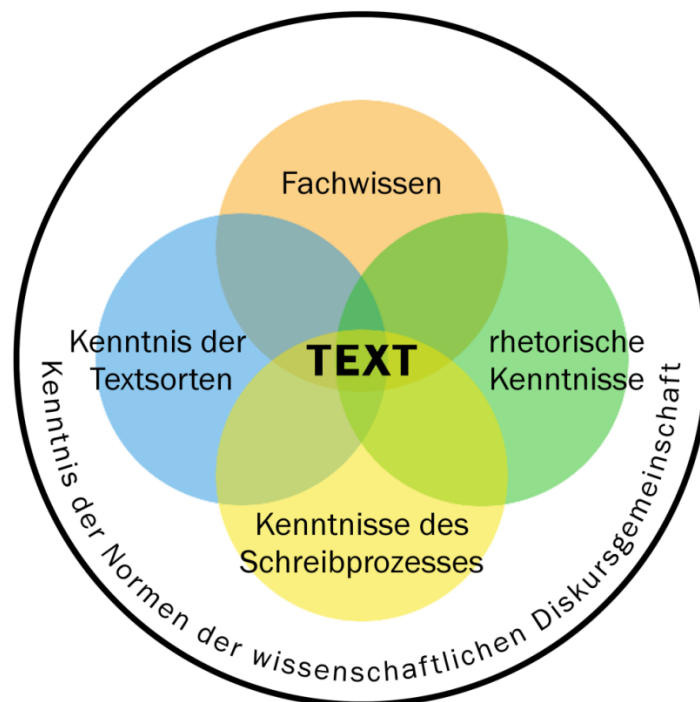 Fachwissen
Kenntnis der
Textsorten
TEXT
rhetorische
Kenntnisse
Kenntnisse des
Schreibprozesses
Kenntnis der Normen der wissenschaftlichen Diskursgemeinschaft